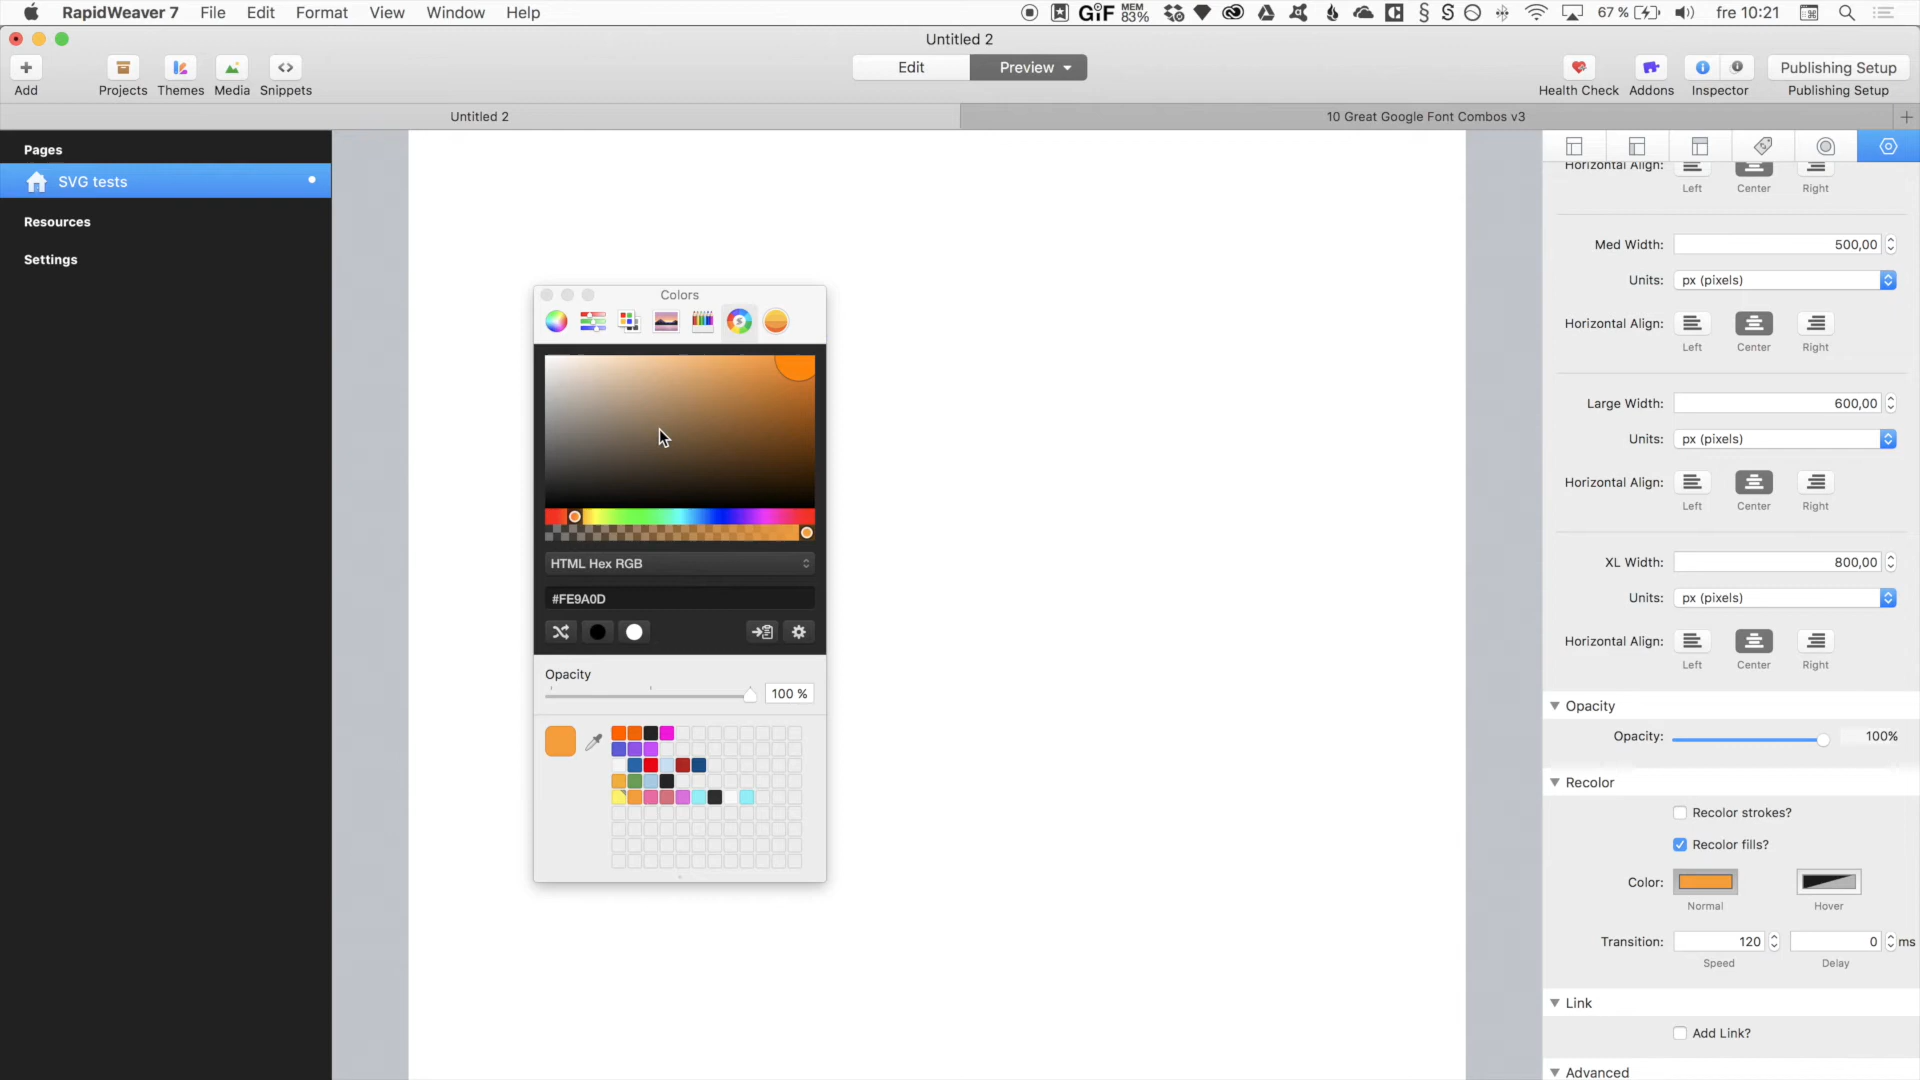 RapidWeaver 7 File Edit Format View Window Help
GiF MEM 83% 67 % fre 10:21
Untitled 2
Edit Preview
Add Projects Themes Media Snippets
Publishing Setup
Health Check Addons Inspector Publishing Setup
Untitled 2
10 Great Google Font Combos v3
Pages
SVG tests
Resources
Settings
Colors
HTML Hex RGB
#FE9A0D
Opacity
100 %
Horizontal Align:
Left Center Right
Med Width: 500,00
Units: px (pixels)
Horizontal Align:
Left Center Right
Large Width: 600,00
Units: px (pixels)
Horizontal Align:
Left Center Right
XL Width: 800,00
Units: px (pixels)
Horizontal Align:
Left Center Right
Opacity
Opacity: 100%
Recolor
Recolor strokes?
Recolor fills?
Color:
Normal Hover
Transition: 120 0 ms
Speed Delay
Link
Add Link?
Advanced